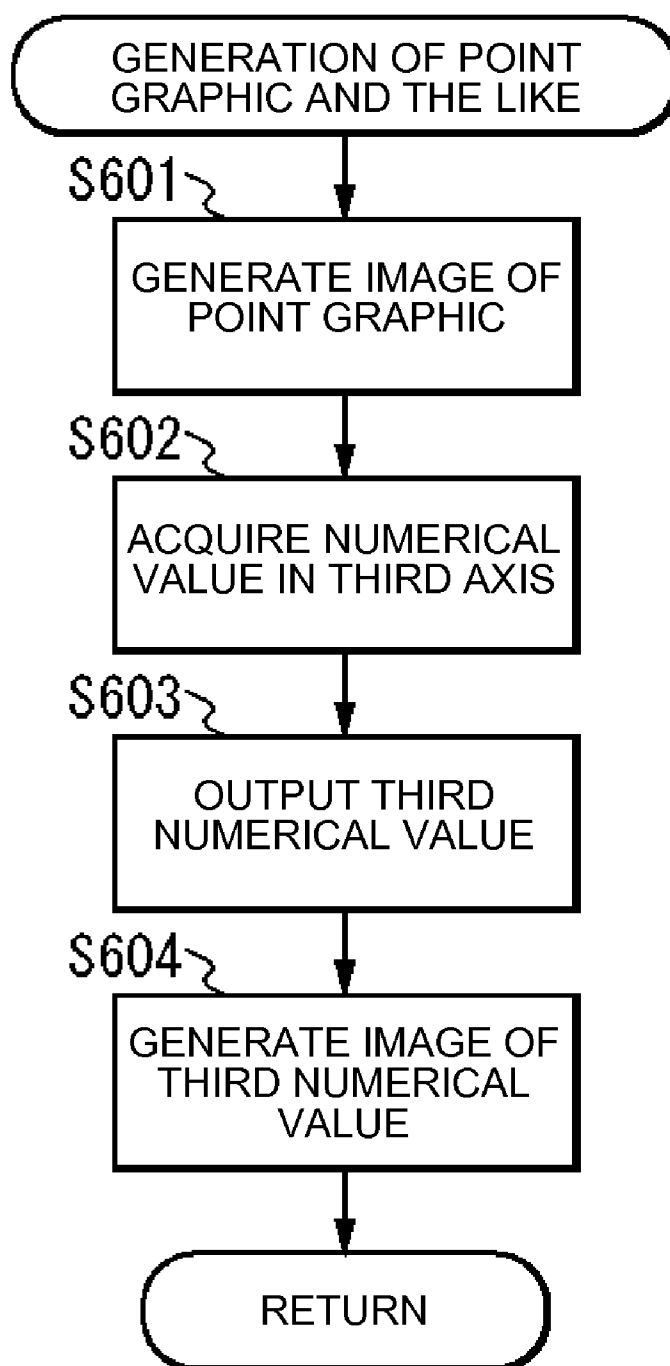 GENERATION OF POINT
GRAPHIC AND THE LIKE
S601
GENERATE IMAGE OF
POINT GRAPHIC
S602
ACQUIRE NUMERICAL
VALUE IN THIRD AXIS
S603
OUTPUT THIRD
NUMERICAL VALUE
S604
GENERATE IMAGE OF
THIRD NUMERICAL
VALUE
RETURN